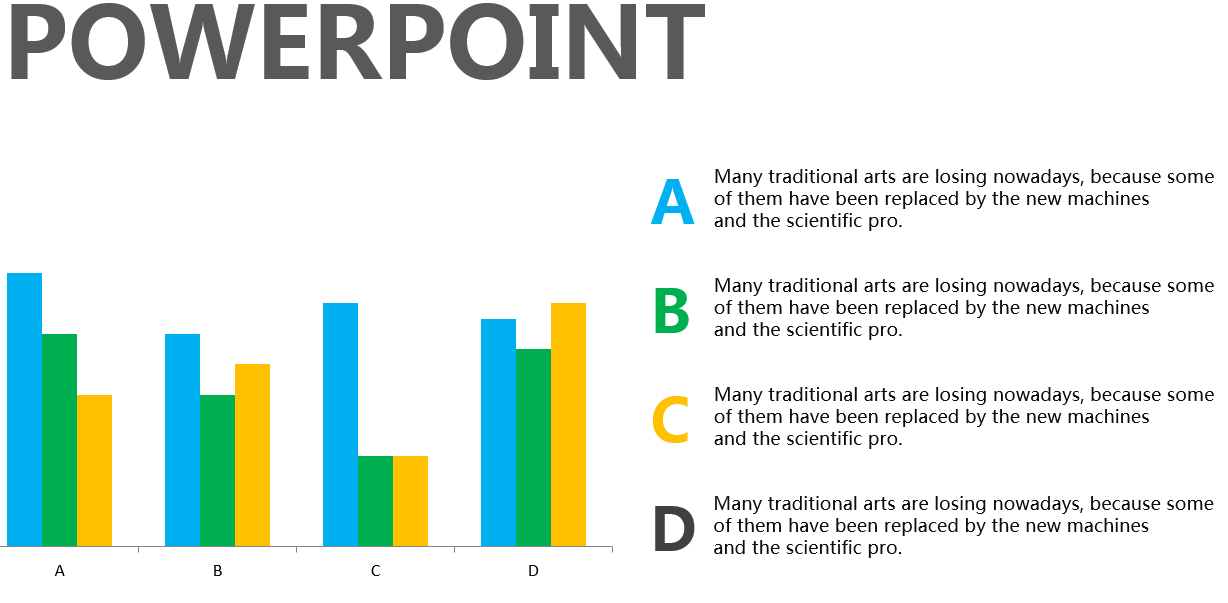 POWERPOINT
A
Many traditional arts are losing nowadays, because some
of them have been replaced by the new machines
and the scientific pro.
B
Many traditional arts are losing nowadays, because some
of them have been replaced by the new machines
and the scientific pro.
C
Many traditional arts are losing nowadays, because some
of them have been replaced by the new machines
and the scientific pro.
D
Many traditional arts are losing nowadays, because some
of them have been replaced by the new machines
and the scientific pro.
A B C D